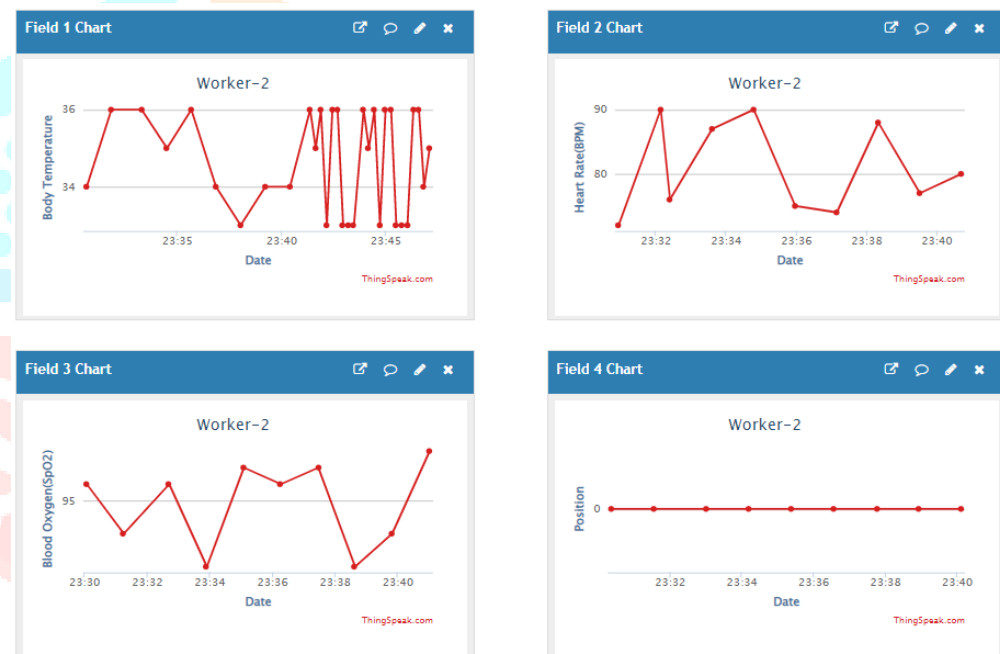 Field 1 Chart
Worker-2
Body Temperature
36
34
23:35 23:40 23:45
Date
ThingSpeak.com
Field 2 Chart
Worker-2
Heart Rate(BPM)
90
80
23:32 23:34 23:36 23:38 23:40
Date
ThingSpeak.com
Field 3 Chart
Worker-2
Blood Oxygen(SpO2)
95
23:30 23:32 23:34 23:36 23:38 23:40
Date
ThingSpeak.com
Field 4 Chart
Worker-2
Position
0
23:32 23:34 23:36 23:38 23:40
Date
ThingSpeak.com